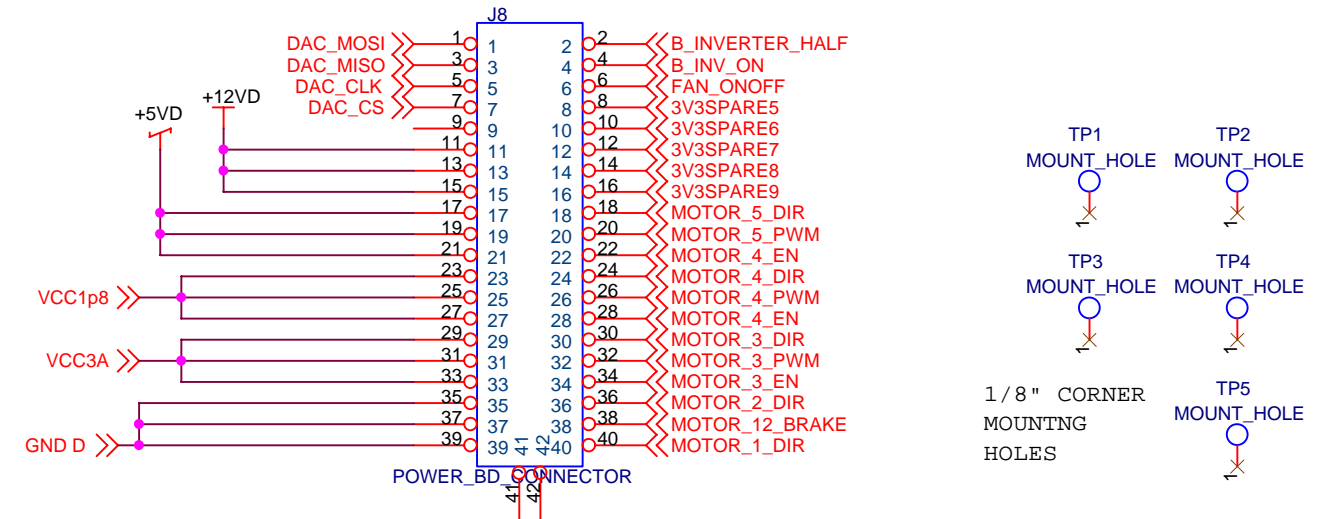 J8
DAC_MOSI 1 1 2 2 B_INVERTER_HALF
DAC_MISO 3 3 4 4 B_INV_ON
DAC_CLK 5 5 6 6 FAN_ONOFF
DAC_CS 7 7 8 8 3V3SPARE5
+12VD
+5VD
9 9 10 10 3V3SPARE6
11 11 12 12 3V3SPARE7
13 13 14 14 3V3SPARE8
15 15 16 16 3V3SPARE9
17 17 18 18 MOTOR_5_DIR
19 19 20 20 MOTOR_5_PWM
21 21 22 22 MOTOR_4_EN
23 23 24 24 MOTOR_4_DIR
VCC1p8 25 25 26 26 MOTOR_4_PWM
27 27 28 28 MOTOR_4_EN
29 29 30 30 MOTOR_3_DIR
VCC3A 31 31 32 32 MOTOR_3_PWM
33 33 34 34 MOTOR_3_EN
35 35 36 36 MOTOR_2_DIR
37 37 38 38 MOTOR_12_BRAKE
GND D 39 39 40 40 MOTOR_1_DIR
41 42
POWER_BD_CONNECTOR
41 42
TP1 TP2
MOUNT_HOLE MOUNT_HOLE
1 1
TP3 TP4
MOUNT_HOLE MOUNT_HOLE
1 1
1/8" CORNER
MOUNTNG
HOLES
TP5
MOUNT_HOLE
1